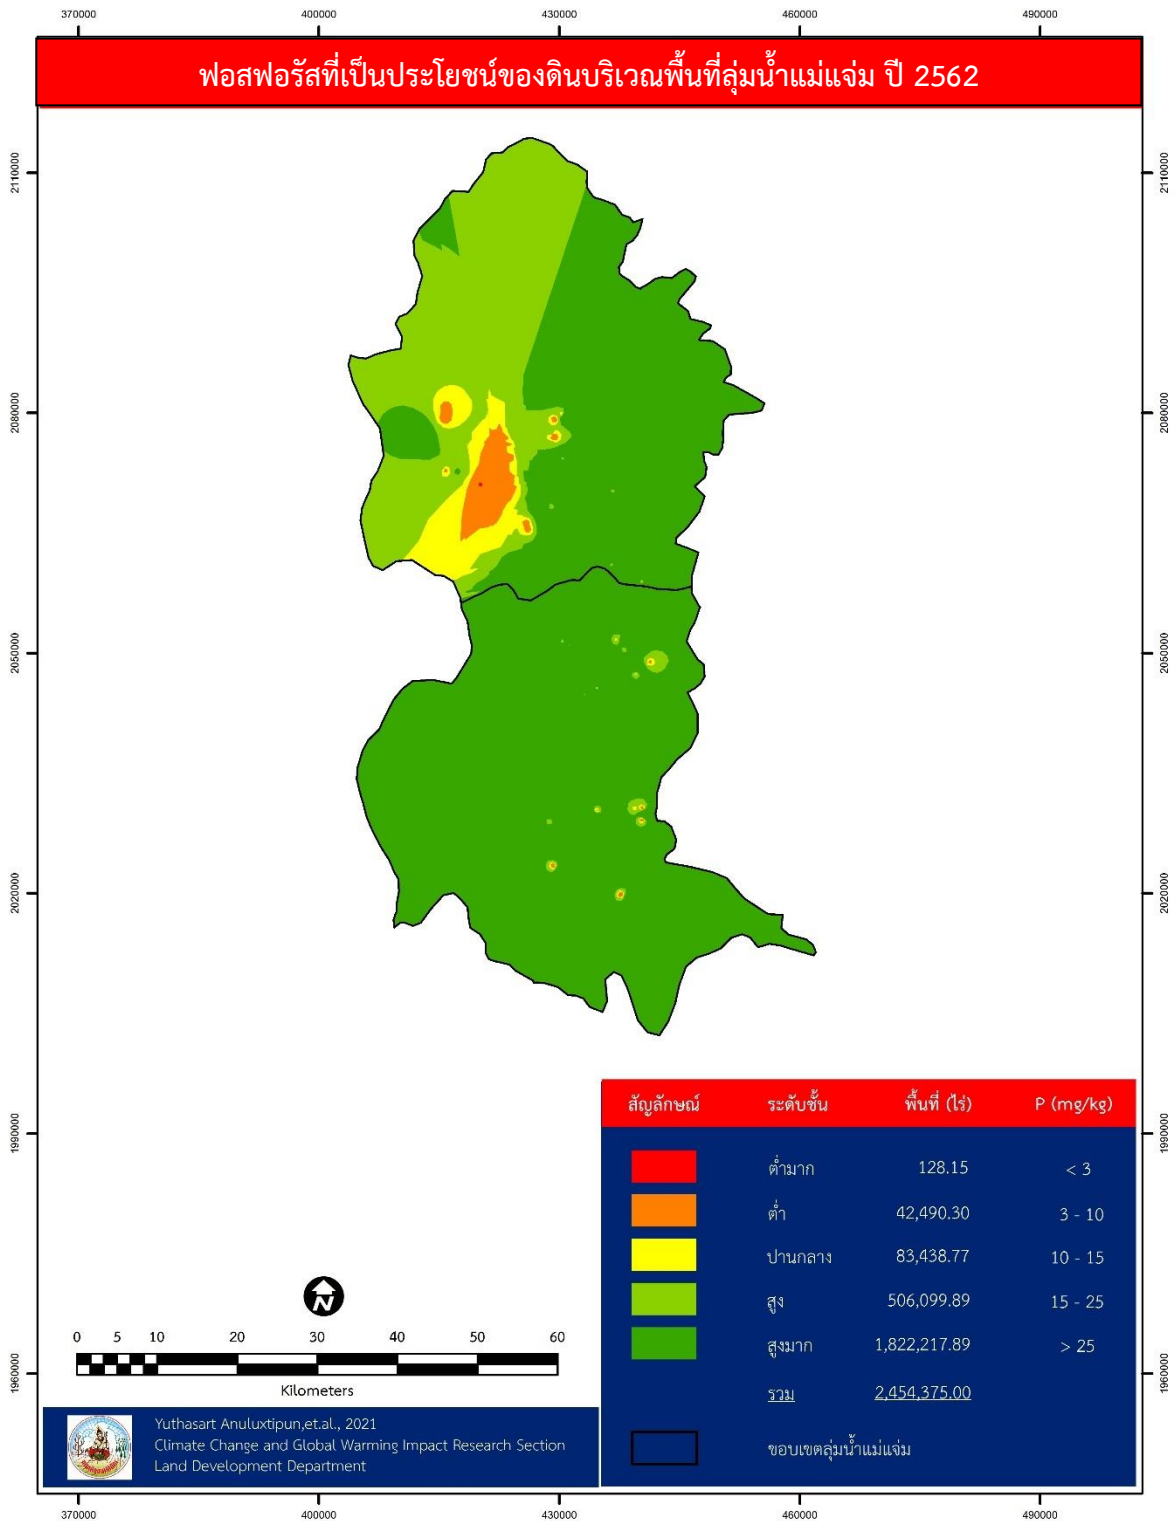 370000 400000 430000 460000 490000
ฟอสฟอรัสที่เป็นประโยชน์ของดินบริเวณพื้นที่ลุ่มน้ำแม่แจ่ม ปี 2562
2110000 2110000
2080000 2080000
2050000 2050000
2020000 2020000
1990000 1990000
1960000 1960000
สัญลักษณ์ ระดับชั้น พื้นที่ (ไร่) P (mg/kg)
ต่ำมาก 128.15 < 3
ต่ำ 42,490.30 3 - 10
ปานกลาง 83,438.77 10 - 15
สูง 506,099.89 15 - 25
สูงมาก 1,822,217.89 > 25
รวม 2,454,375.00
ขอบเขตลุ่มน้ำแม่แจ่ม
N
0 5 10 20 30 40 50 60
Kilometers
Yuthasart Anuluxtipun,et.al., 2021
Climate Change and Global Warming Impact Research Section
Land Development Department
370000 400000 430000 460000 490000